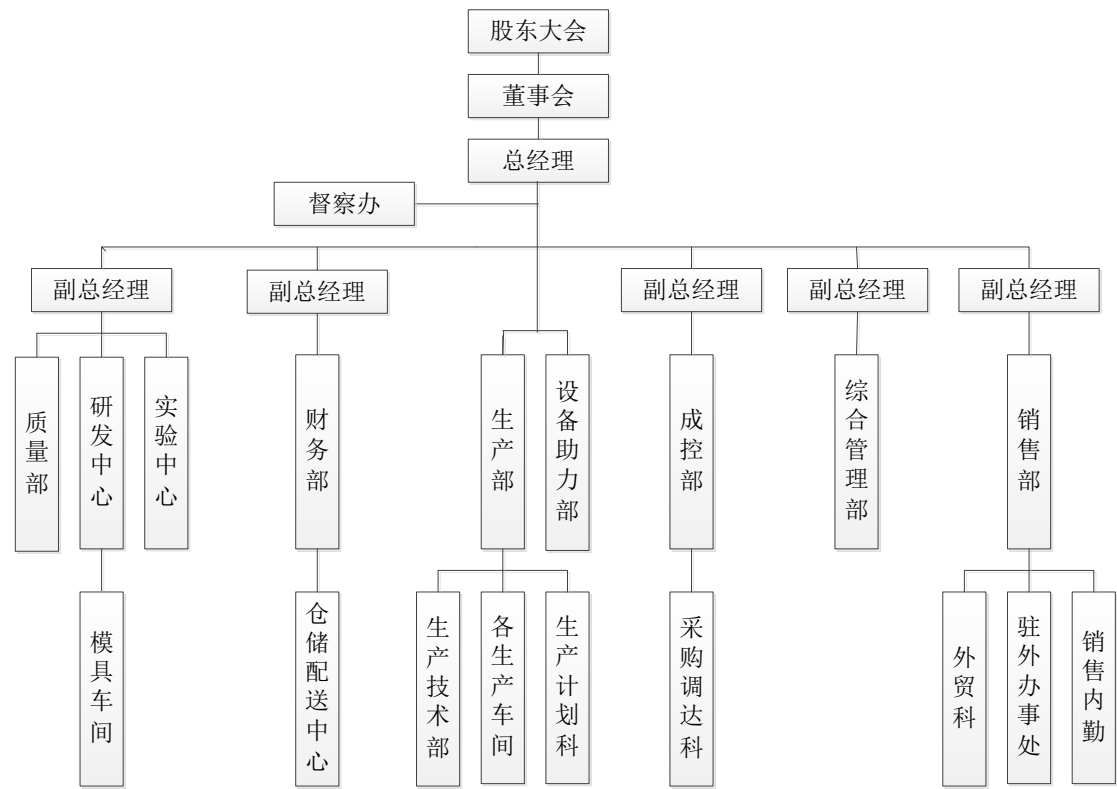 股东大会
董事会
总经理
督察办
副总经理
副总经理
副总经理
副总经理
副总经理
质量部
研发中心
实验中心
财务部
生产部
设备助力部
成控部
综合管理部
销售部
模具车间
仓储配送中心
生产技术部
各生产车间
生产计划科
采购调达科
外贸科
驻外办事处
销售内勤